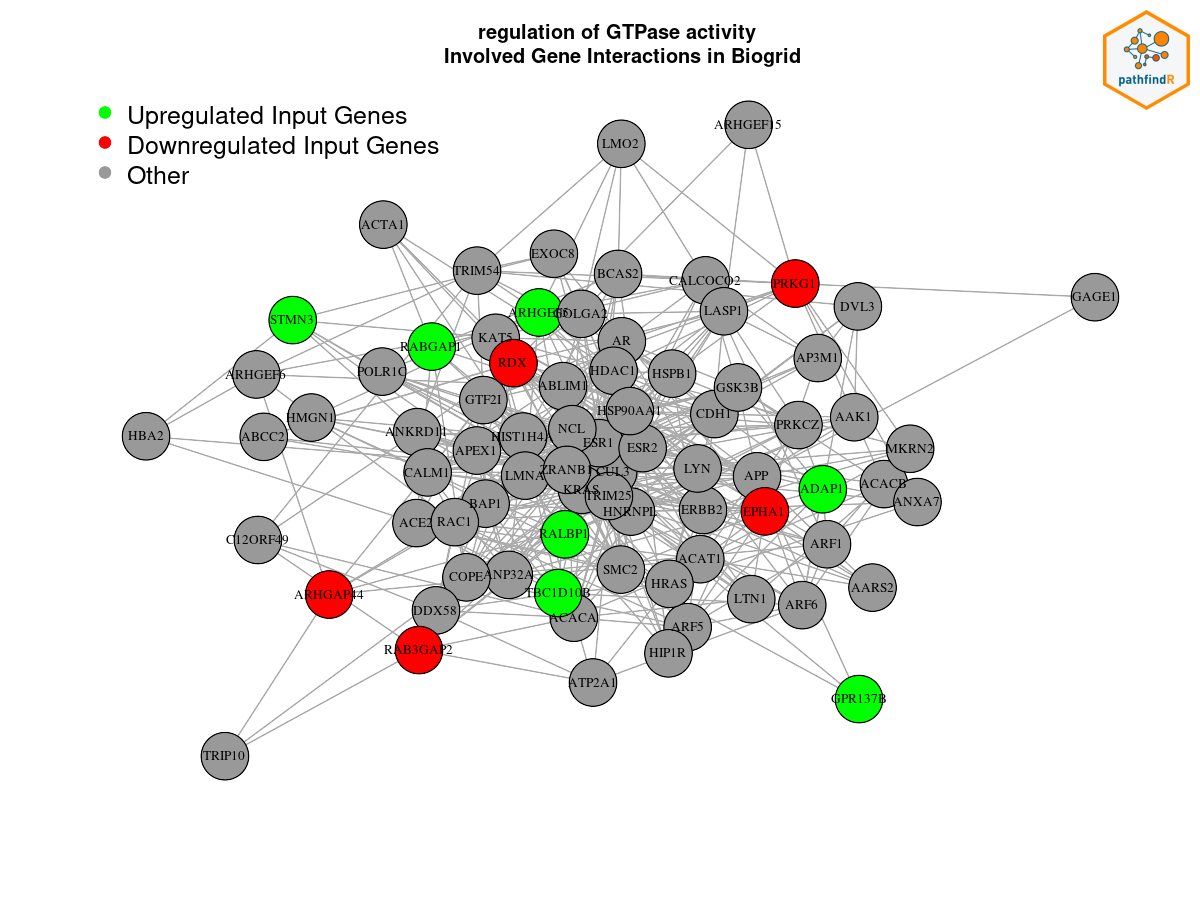 regulation of GTPase activity
Involved Gene Interactions in Biogrid
pathfindR
Upregulated Input Genes
Downregulated Input Genes
Other
ARHGEF15
LMO2
ACTA1
EXOC8
TRIM54
BCAS2
CALCOCO2
PRKG1
GAGE1
DVL3
LASP1
GOLGA2
STMN3
KAT5
AR
RABGAP1
AP3M1
RDX
HDAC1
HSPB1
POLR1C
ARHGEF6
ABLIM1
GSK3B
GTF2I
HSP90AA1
CDH1
HMGN1
AAK1
PRKCZ
NCL
ANKRD11
HBA2
ABCC2
ESR1
ESR2
MKRN2
APEX1
LYN
ZRANB1
CUL3
CALM1
LMNA
APP
ACACB
ADAP1
KRAS
TRIM25
ANXA7
BAP1
ERBB2
EPHA1
HNRNPL
ACE2
RAC1
RALBP1
C12ORF49
ARF1
ACAT1
SMC2
ANP32A
COPE
HRAS
AARS2
TBC1D10B
ARHGAP44
LTN1
ARF6
DDX58
ACACA
ARF5
RAB3GAP2
HIP1R
ATP2A1
GPR137B
TRIP10